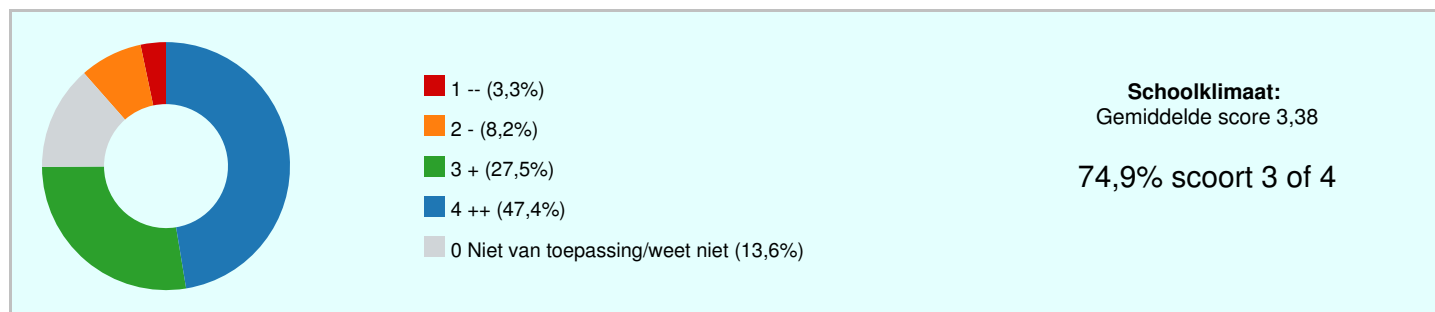 1 -- (3,3%)
2 - (8,2%)
3 + (27,5%)
4 ++ (47,4%)
0 Niet van toepassing/weet niet (13,6%)
Schoolklimaat:
Gemiddelde score 3,38
74,9% scoort 3 of 4